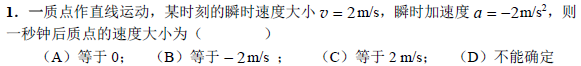 1. 一质点作直线运动，某时刻的瞬时速度大小 v = 2m/s，瞬时加速度 a = −2m/s²，则
一秒钟后质点的速度大小为（ ）
（A）等于 0； （B）等于 − 2m/s ； （C）等于 2 m/s； （D）不能确定